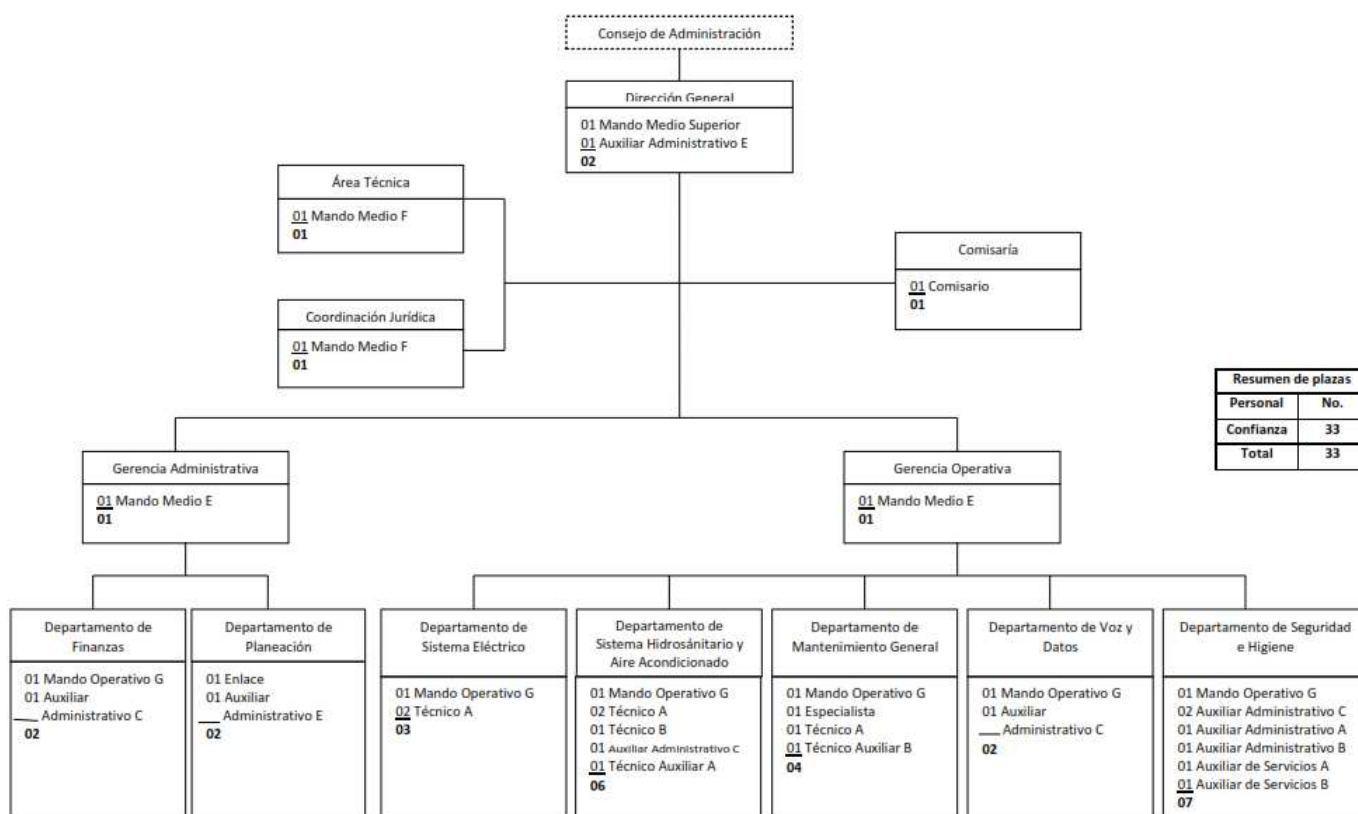 Consejo de Administración
Dirección General
01 Mando Medio Superior
01 Auxiliar Administrativo E
02
Área Técnica
01 Mando Medio F
01
Comisaría
01 Comisario
01
Coordinación Jurídica
01 Mando Medio F
01
Resumen de plazas
Personal No.
Confianza 33
Total 33
Gerencia Administrativa
01 Mando Medio E
01
Gerencia Operativa
01 Mando Medio E
01
Departamento de
Finanzas
01 Mando Operativo G
01 Auxiliar
Administrativo C
02
Departamento de
Planeación
01 Enlace
01 Auxiliar
Administrativo E
02
Departamento de
Sistema Eléctrico
01 Mando Operativo G
02 Técnico A
03
Departamento de
Sistema Hidrosánitario y
Aire Acondicionado
01 Mando Operativo G
02 Técnico A
01 Técnico B
01 Auxiliar Administrativo C
01 Técnico Auxiliar A
06
Departamento de
Mantenimiento General
01 Mando Operativo G
01 Especialista
01 Técnico A
01 Técnico Auxiliar B
04
Departamento de Voz y
Datos
01 Mando Operativo G
01 Auxiliar
Administrativo C
02
Departamento de Seguridad
e Higiene
01 Mando Operativo G
02 Auxiliar Administrativo C
01 Auxiliar Administrativo A
01 Auxiliar Administrativo B
01 Auxiliar de Servicios A
01 Auxiliar de Servicios B
07